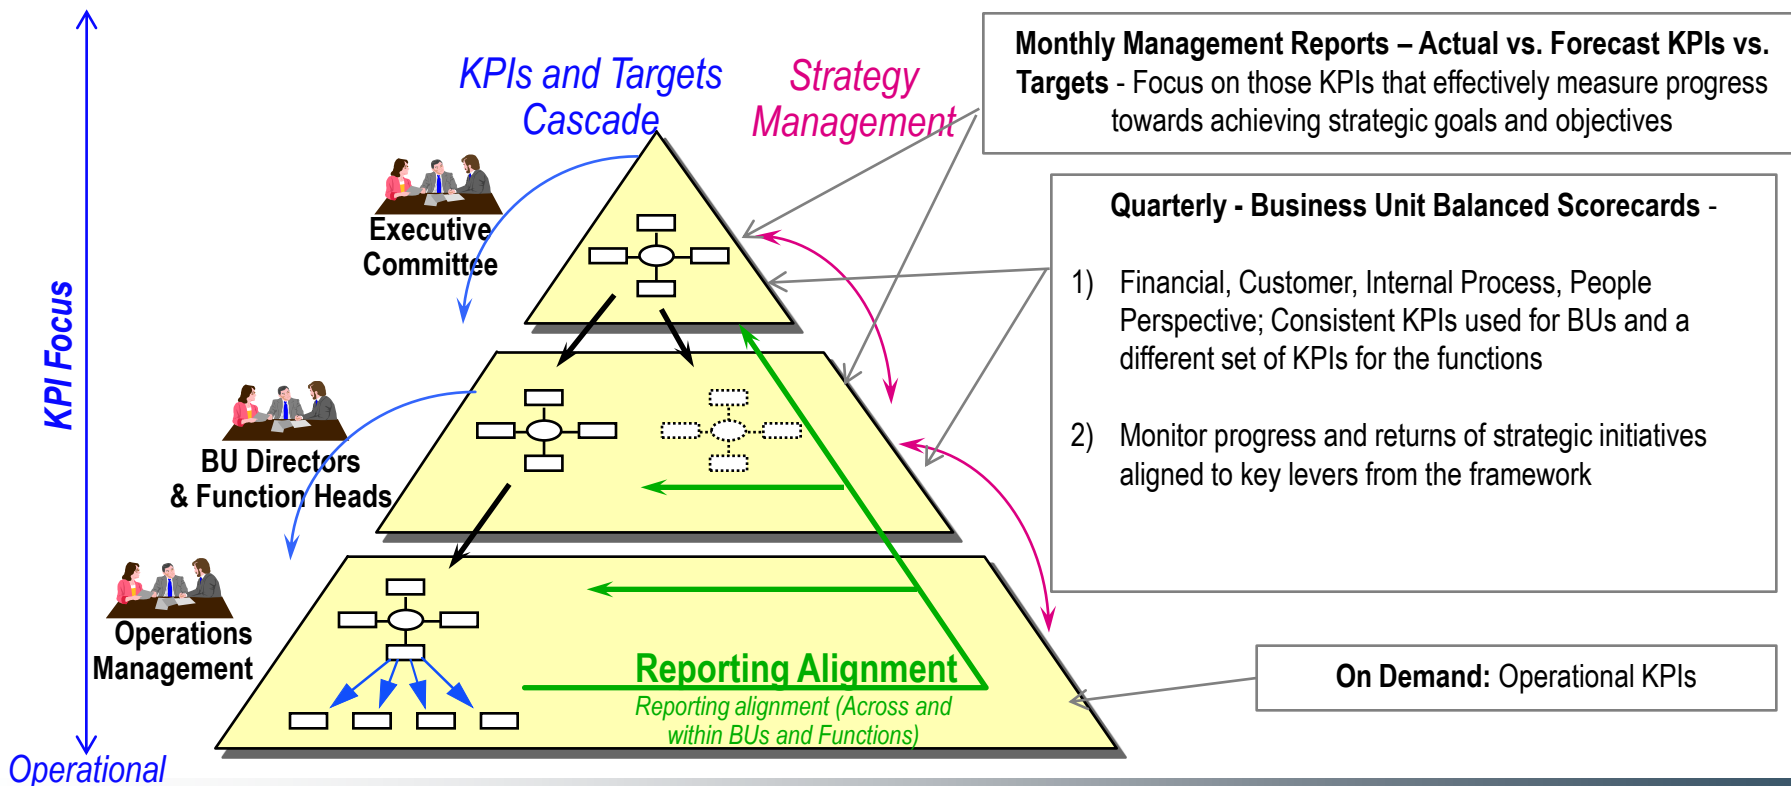 KPIs and Targets
Cascade
Strategy
Management
Monthly Management Reports – Actual vs. Forecast KPIs vs.
Targets - Focus on those KPIs that effectively measure progress
towards achieving strategic goals and objectives
Executive
Committee
Quarterly - Business Unit Balanced Scorecards -
1) Financial, Customer, Internal Process, People
Perspective; Consistent KPIs used for BUs and a
different set of KPIs for the functions
2) Monitor progress and returns of strategic initiatives
aligned to key levers from the framework
KPI Focus
BU Directors
& Function Heads
Operations
Management
Reporting Alignment
Reporting alignment (Across and
within BUs and Functions)
On Demand: Operational KPIs
Operational